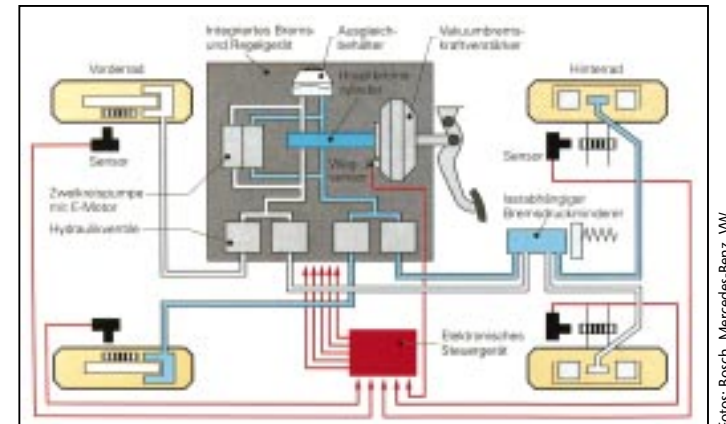 Integriertes Brems-
und Regelgerät
Ausgleich-
behälter
Vakuumbrems-
kraftverstärker
Vorderrad
Hauptbrems-
zylinder
Hinterrad
Sensor
Weg-
sensor
Sensor
Zweikreispumpe
mit E-Motor
lastabhängiger
Bremsdruckminderer
Hydraulikventile
Elektronisches
Steuergerät
Fotos: Bosch, Mercedes-Benz, VW